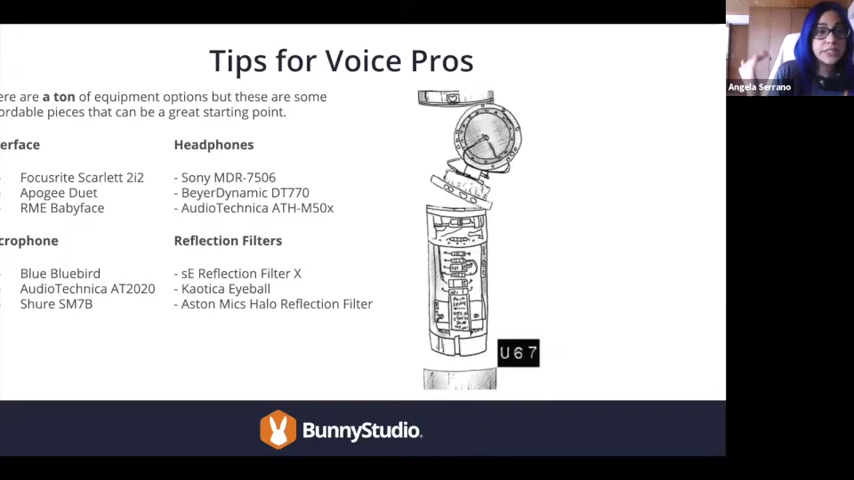 Tips for Voice Pros
Angela Serrano
ere are a ton of equipment options but these are some
ordable pieces that can be a great starting point.
erface
Focusrite Scarlett 2i2
Apogee Duet
RME Babyface
Headphones
- Sony MDR-7506
- BeyerDynamic DT770
- AudioTechnica ATH-M50x
crophone
Blue Bluebird
AudioTechnica AT2020
Shure SM7B
Reflection Filters
- sE Reflection Filter X
- Kaotica Eyeball
- Aston Mics Halo Reflection Filter
U67
BunnyStudio